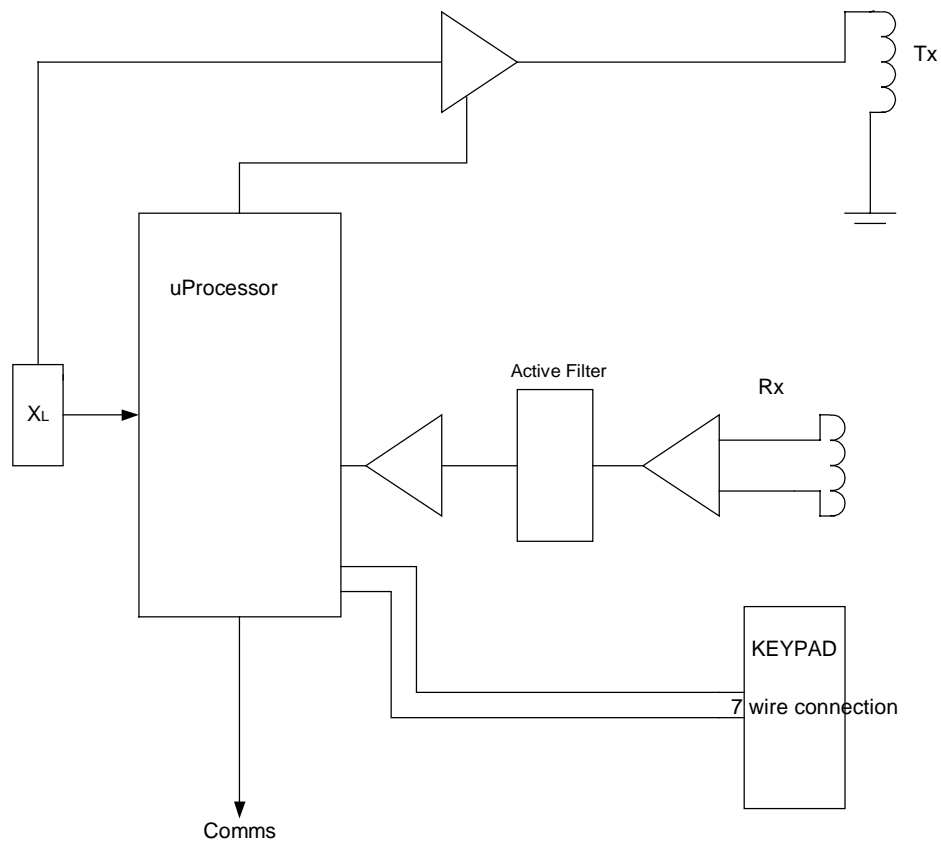 Tx
uProcessor
Active Filter
Rx
XL
KEYPAD
7 wire connection
Comms